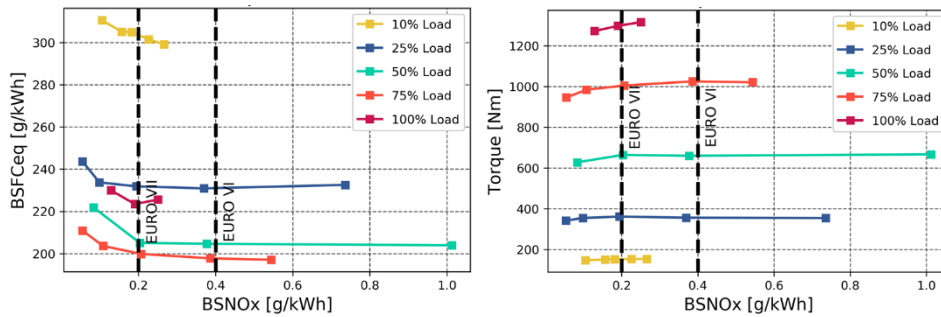 10% Load
25% Load
50% Load
75% Load
100% Load
EURO VII
EURO VI
300
280
260
240
220
200
0.2
0.4
0.6
0.8
1.0
BSFCeq [g/kWh]
BSNOx [g/kWh]
10% Load
25% Load
50% Load
75% Load
100% Load
EURO VII
EURO VI
1200
1000
800
600
400
200
0.2
0.4
0.6
0.8
1.0
Torque [Nm]
BSNOx [g/kWh]